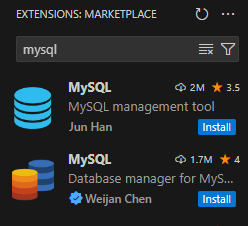 EXTENSIONS: MARKETPLACE
mysql
MySQL 2M 3.5
MySQL management tool
Jun Han Install
MySQL 1.7M 4
Database manager for MyS...
Weijan Chen Install